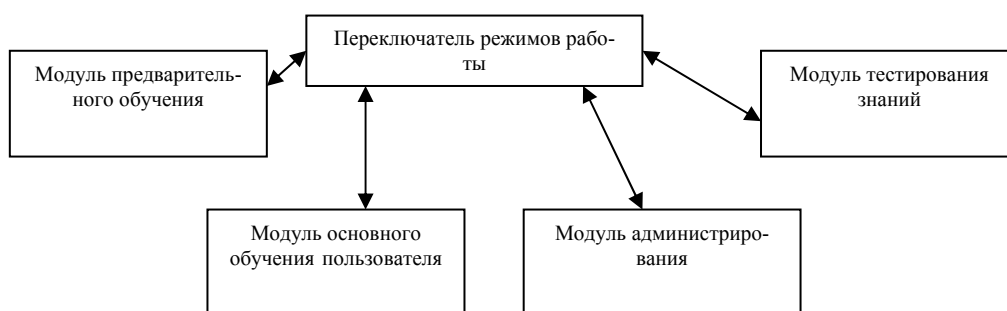 Переключатель режимов рабо-
ты
Модуль предваритель-
ного обучения
Модуль тестирования
знаний
Модуль основного
обучения пользователя
Модуль администриро-
вания